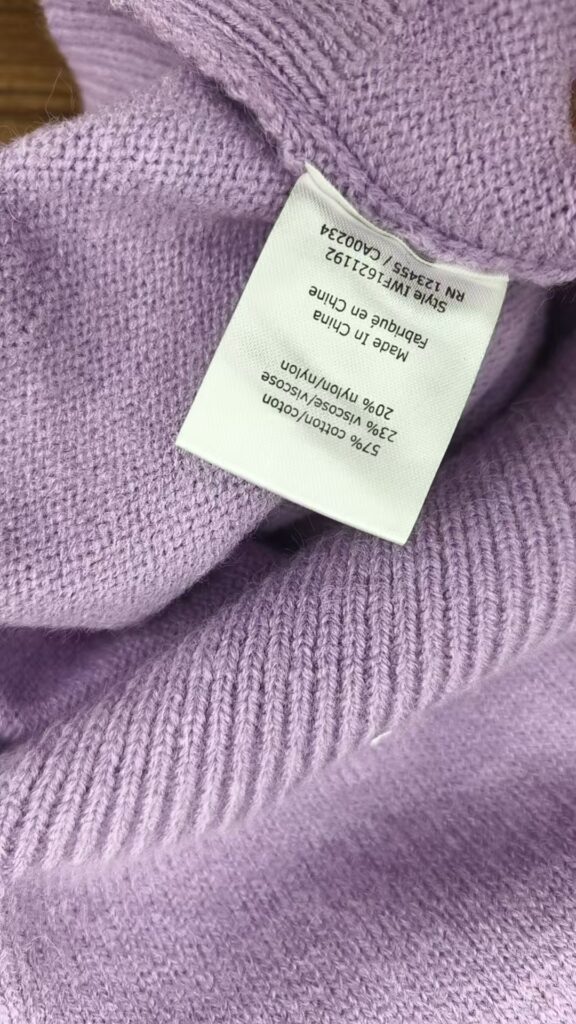 57% cotton/coton
23% viscose/viscose
20% nylon/nylon
Made In China
Fabriqué en Chine
Style IWF1621192
RN 123455 / CA00234